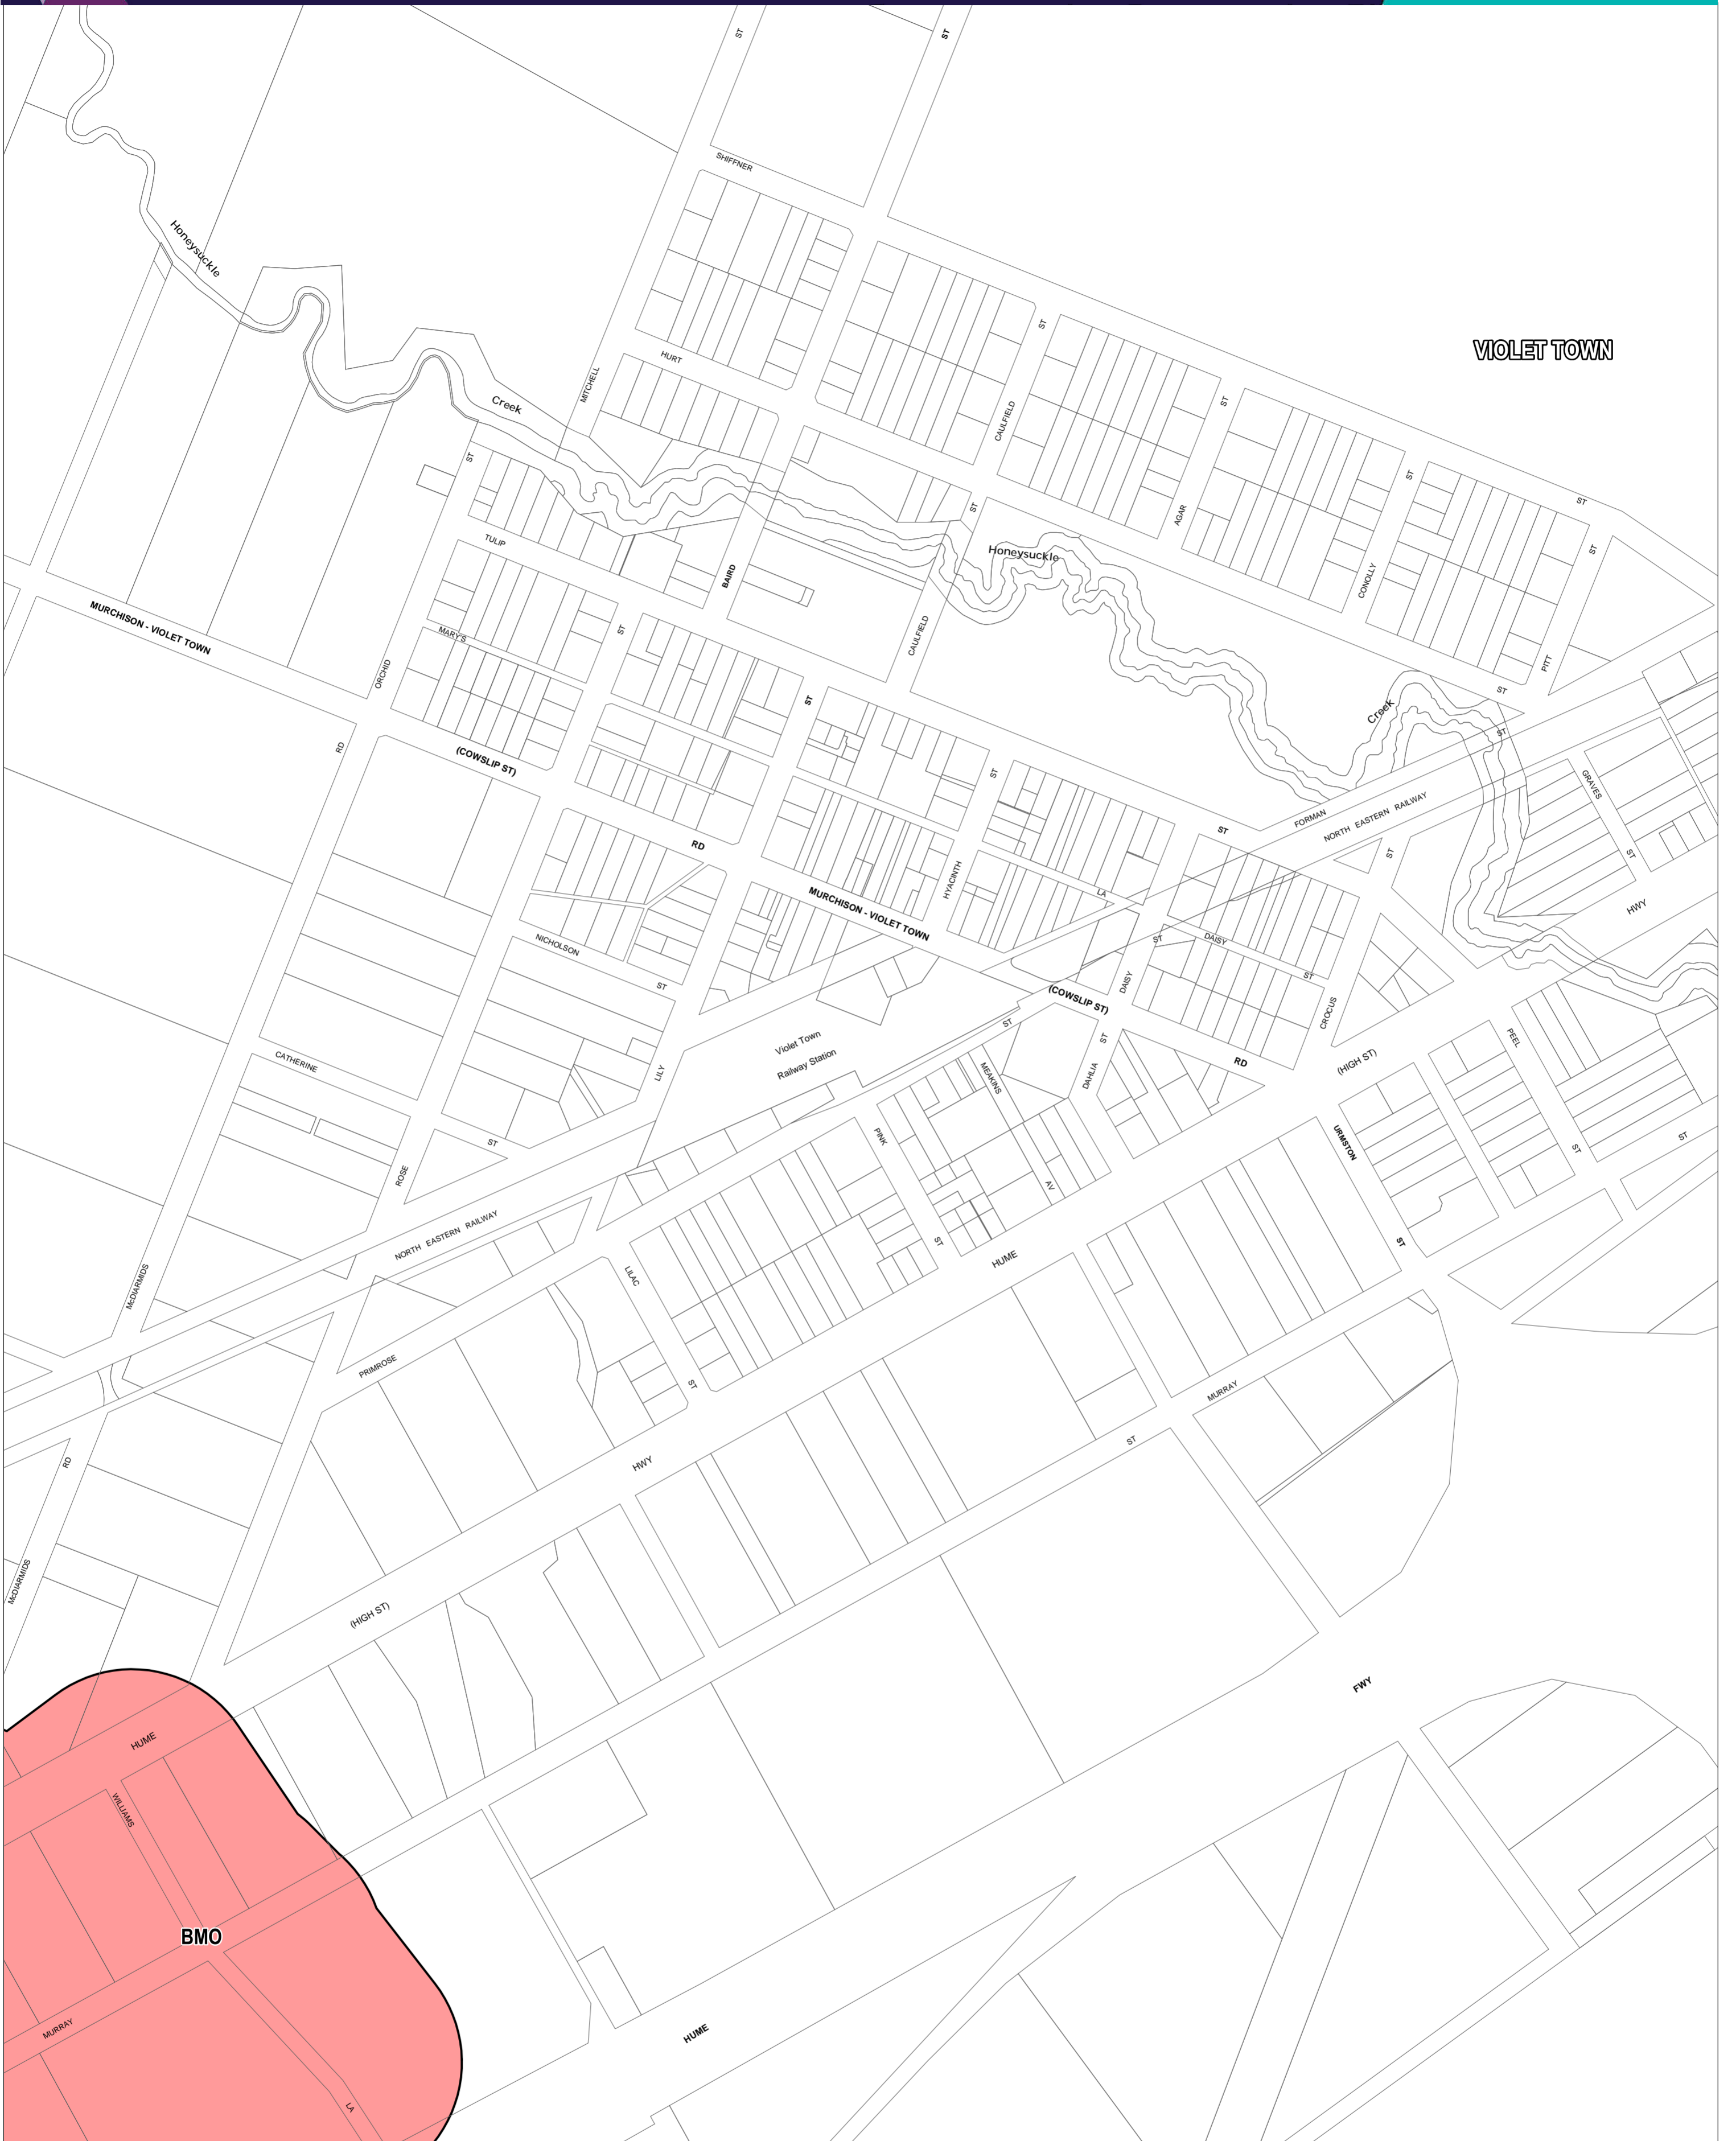 ST
ST
SHIFFNER
Honeysuckle
ST
VIOLET TOWN
HURT
MITCHELL
Creek
ST
CAULFIELD
ST
ST
ST
ST
AGAR
TULIP
Honeysuckle
ST
BAIRD
CONOLLY
MURCHISON - VIOLET TOWN
MARY'S
ST
CAULFIELD
ORCHID
PITT
ST
ST
Creek
RD
(COWSLIP ST)
ST
ST
GRAVES
FORMAN
NORTH EASTERN RAILWAY
ST
RD
ST
ST
HYACINTH
LA
MURCHISON - VIOLET TOWN
HWY
NICHOLSON
ST
DAISY
ST
DAISY
ST
(COWSLIP ST)
CROCUS
ST
Violet Town
Railway Station
ST
PEEL
CATHERINE
LILY
MEAKINS
DAHLIA
RD
(HIGH ST)
ST
PINK
URMSTON
ST
ST
ROSE
AV
NORTH EASTERN RAILWAY
ST
ST
HUME
McDIARMIDS
LILAC
PRIMROSE
ST
MURRAY
RD
HWY
ST
McDIARMIDS
(HIGH ST)
FWY
HUME
WILLIAMS
BMO
MURRAY
HUME
LA